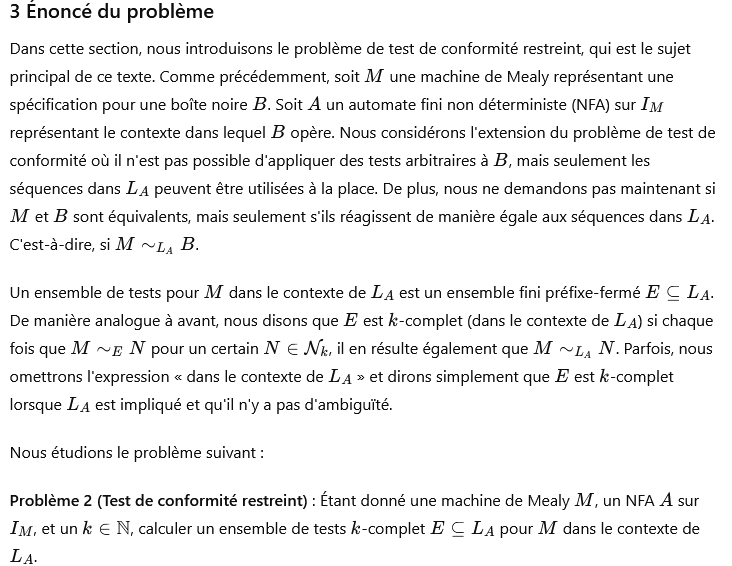 3 Énoncé du problème
Dans cette section, nous introduisons le problème de test de conformité restreint, qui est le sujet
principal de ce texte. Comme précédemment, soit M une machine de Mealy représentant une
spécification pour une boîte noire B. Soit A un automate fini non déterministe (NFA) sur I_M
représentant le contexte dans lequel B opère. Nous considérons l'extension du problème de test de
conformité où il n'est pas possible d'appliquer des tests arbitraires à B, mais seulement les
séquences dans L_A peuvent être utilisées à la place. De plus, nous ne demandons pas maintenant si
M et B sont équivalents, mais seulement s'ils réagissent de manière égale aux séquences dans L_A.
C'est-à-dire, si M ∼_{L_A} B.
Un ensemble de tests pour M dans le contexte de L_A est un ensemble fini préfixe-fermé E ⊆ L_A.
De manière analogue à avant, nous disons que E est k-complet (dans le contexte de L_A) si chaque
fois que M ∼_E N pour un certain N ∈ 𝒩_k, il en résulte également que M ∼_{L_A} N. Parfois, nous
omettrons l'expression « dans le contexte de L_A » et dirons simplement que E est k-complet
lorsque L_A est impliqué et qu'il n'y a pas d'ambiguïté.
Nous étudions le problème suivant :
Problème 2 (Test de conformité restreint) : Étant donné une machine de Mealy M, un NFA A sur
I_M, et un k ∈ ℕ, calculer un ensemble de tests k-complet E ⊆ L_A pour M dans le contexte de
L_A.